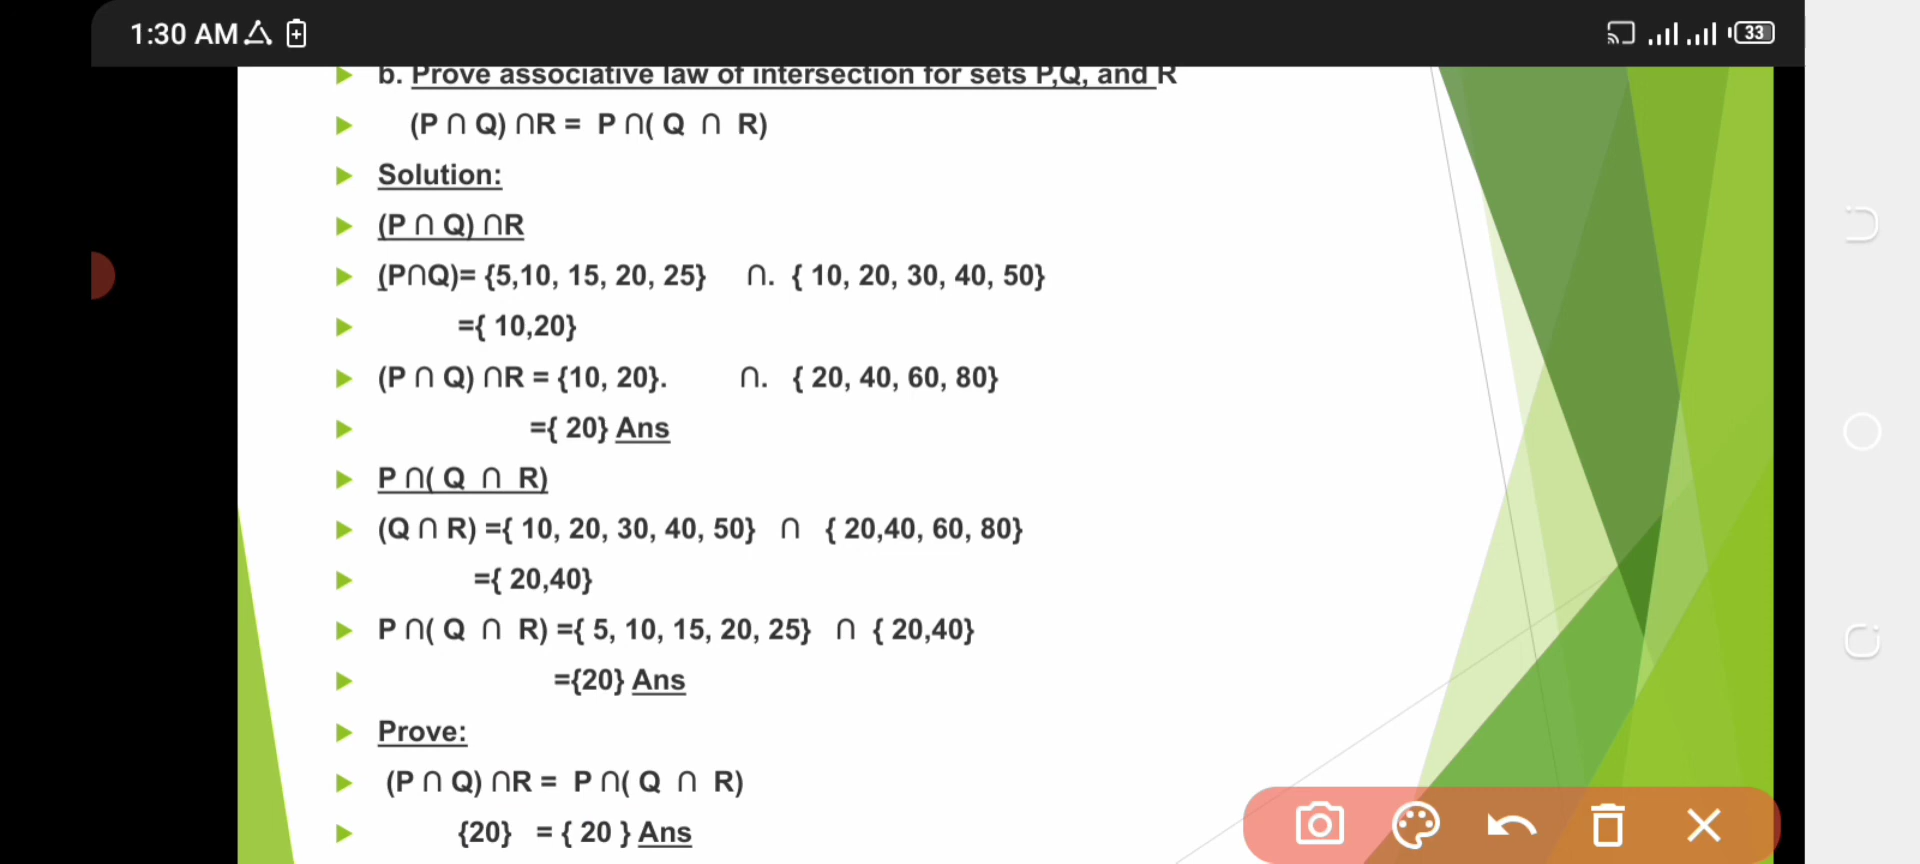 1:30 AM
33
b. Prove associative law of intersection for sets P,Q, and R
(P ∩ Q) ∩R = P ∩( Q ∩ R)
Solution:
(P ∩ Q) ∩R
(P∩Q)= {5,10, 15, 20, 25} ∩. { 10, 20, 30, 40, 50}
={ 10,20}
(P ∩ Q) ∩R = {10, 20}. ∩. { 20, 40, 60, 80}
={ 20} Ans
P ∩( Q ∩ R)
(Q ∩ R) ={ 10, 20, 30, 40, 50} ∩ { 20,40, 60, 80}
={ 20,40}
P ∩( Q ∩ R) ={ 5, 10, 15, 20, 25} ∩ { 20,40}
={20} Ans
Prove:
(P ∩ Q) ∩R = P ∩( Q ∩ R)
{20} = { 20 } Ans